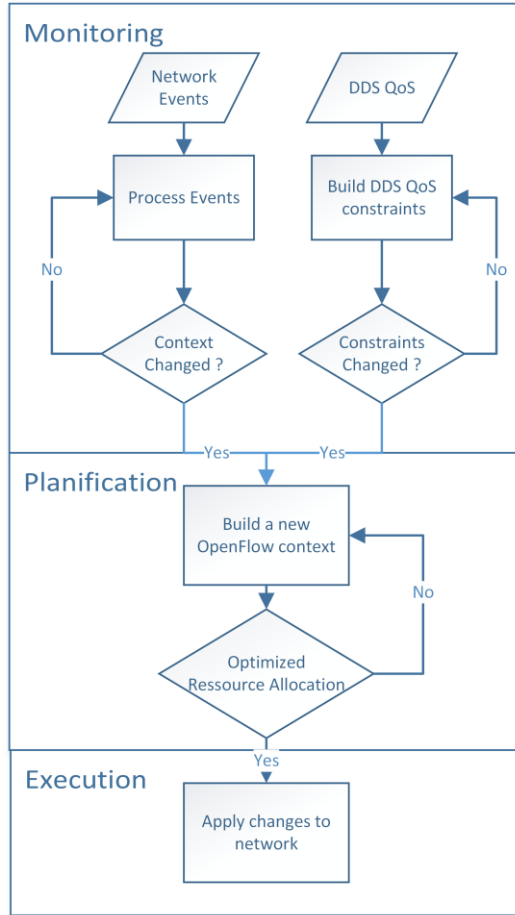 Monitoring
Network
Events
DDS QoS
Process Events
Build DDS QoS
constraints
No
No
Context
Changed ?
Constraints
Changed ?
Yes
Yes
Planification
Build a new
OpenFlow context
No
Optimized
Ressource Allocation
Yes
Execution
Apply changes to
network